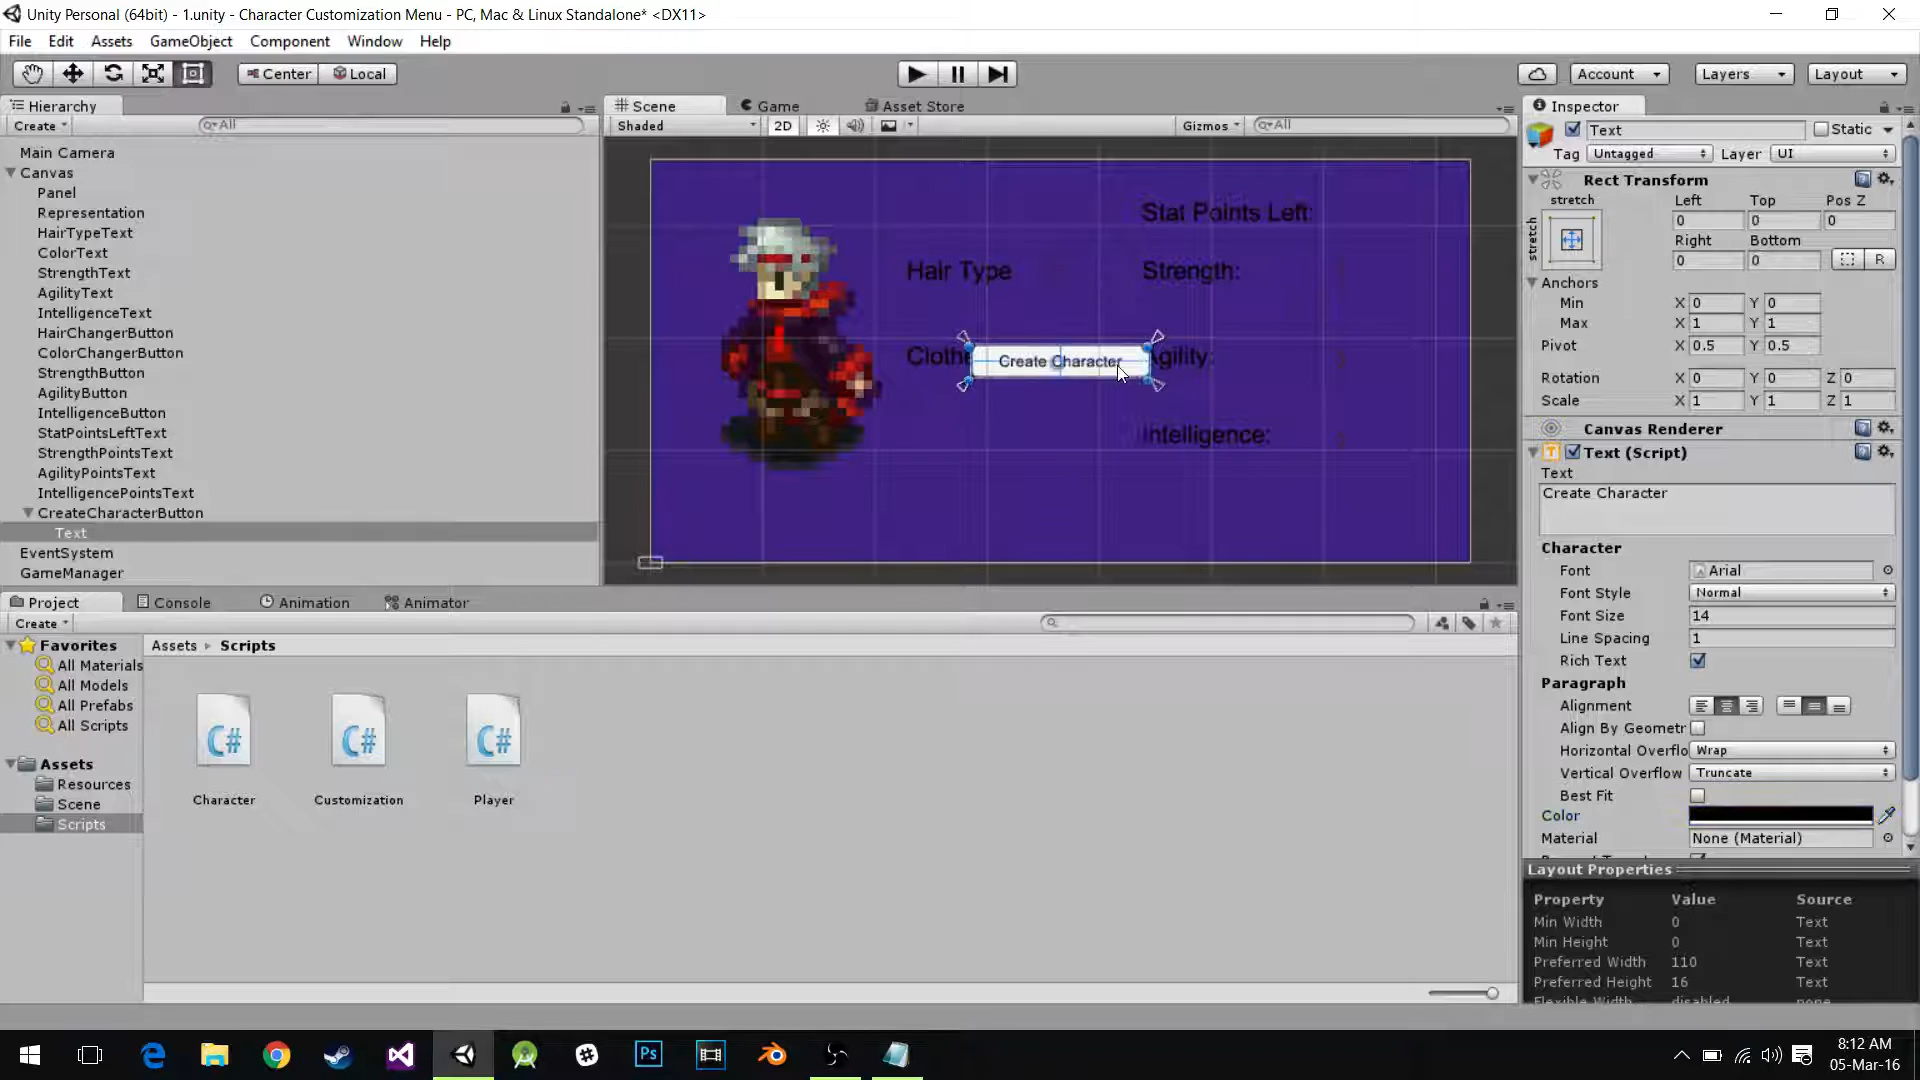 Unity Personal (64bit) - 1.unity - Character Customization Menu - PC, Mac & Linux Standalone* <DX11>
File Edit Assets GameObject Component Window Help
Center Local Account Layers Layout
Hierarchy
Create All
Main Camera
Canvas
Panel
Representation
HairTypeText
ColorText
StrengthText
AgilityText
IntelligenceText
HairChangerButton
ColorChangerButton
StrengthButton
AgilityButton
IntelligenceButton
StatPointsLeftText
StrengthPointsText
AgilityPointsText
IntelligencePointsText
CreateCharacterButton
Text
EventSystem
GameManager
Scene Game Asset Store
Shaded 2D Gizmos All
Stat Points Left:
Hair Type Strength:
Clothe Create Character Agility:
Intelligence:
Inspector
Text Static
Tag Untagged Layer UI
Rect Transform
stretch Left Top Pos Z
stretch 0 0 0
Right Bottom
0 0 R
Anchors
Min X 0 Y 0
Max X 1 Y 1
Pivot X 0.5 Y 0.5
Rotation X 0 Y 0 Z 0
Scale X 1 Y 1 Z 1
Canvas Renderer
Text (Script)
Text
Create Character
Character
Font Arial
Font Style Normal
Font Size 14
Line Spacing 1
Rich Text
Paragraph
Alignment
Align By Geometr
Horizontal Overflo Wrap
Vertical Overflow Truncate
Best Fit
Color
Material None (Material)
Layout Properties
Property Value Source
Min Width 0 Text
Min Height 0 Text
Preferred Width 110 Text
Preferred Height 16 Text
Flexible Width disabled none
Project Console Animation Animator
Create
Favorites
All Materials
All Models
All Prefabs
All Scripts
Assets
Resources
Scene
Scripts
Assets Scripts
C# C# C#
Character Customization Player
Ps
8:12 AM
05-Mar-16